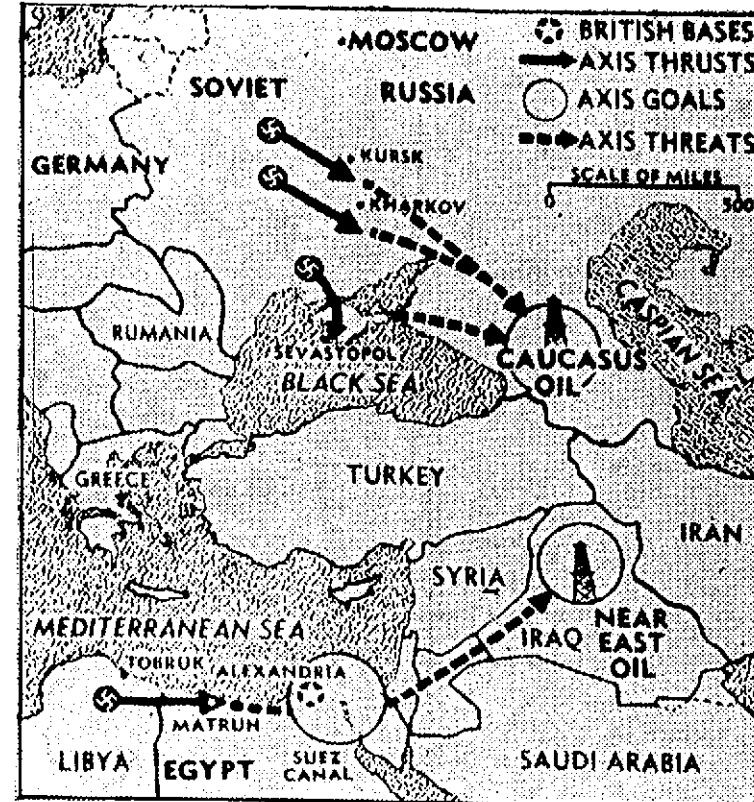 MOSCOW
SOVIET RUSSIA
BRITISH BASES
AXIS THRUSTS
AXIS GOALS
AXIS THREATS
SCALE OF MILES
0 500
GERMANY
KURSK
KHARKOV
RUMANIA
SEVASTOPOL
BLACK SEA
CAUCASUS
OIL
CASPIAN SEA
GREECE
TURKEY
IRAN
SYRIA
MEDITERRANEAN SEA
IRAQ
NEAR
EAST
OIL
TOBRUK
ALEXANDRIA
MATRUH
LIBYA
EGYPT
SUEZ
CANAL
SAUDI ARABIA